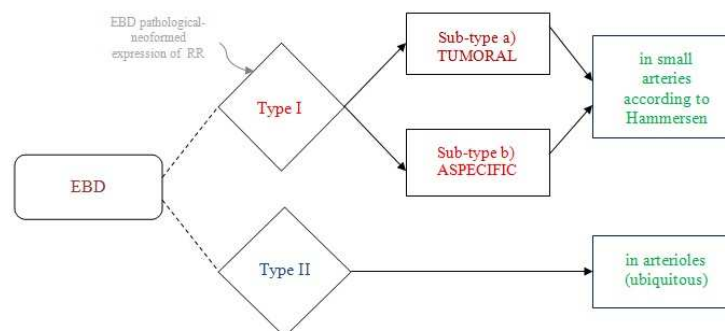 EBD pathological-
neoformed
expression of RR
Type I
Sub-type a)
TUMORAL
Sub-type b)
ASPECIFIC
in small
arteries
according to
Hammersen
EBD
Type II
in arterioles
(ubiquitous)